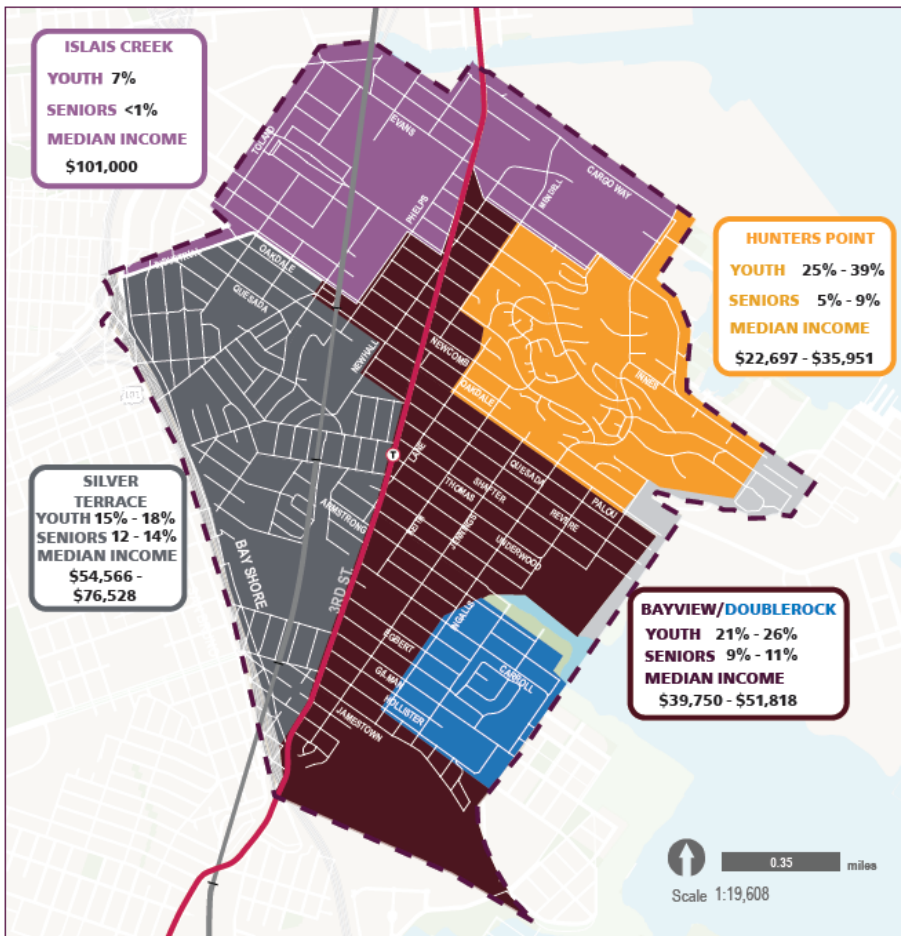 ISLAIS CREEK
YOUTH 7%
SENIORS <1%
MEDIAN INCOME
$101,000
HUNTERS POINT
YOUTH 25% - 39%
SENIORS 5% - 9%
MEDIAN INCOME
$22,697 - $35,951
SILVER
TERRACE
YOUTH 15% - 18%
SENIORS 12 - 14%
MEDIAN INCOME
$54,566 -
$76,528
BAYVIEW/DOUBLEROCK
YOUTH 21% - 26%
SENIORS 9% - 11%
MEDIAN INCOME
$39,750 - $51,818
TOLAND
EVANS
PHELPS
MENDELL
CARGO WAY
OAKDALE
QUESADA
NEWHALL
NEWCOMB
OAKDALE
INNES
T
LANE
QUESADA
PALOU
THOMAS
SHAFTER
REVERE
KEITH
JENNINGS
UNDERWOOD
ARMSTRONG
BAY SHORE
3RD ST.
INGALLS
EGBERT
CARROLL
GILMAN
HOLLISTER
JAMESTOWN
101
0.35 miles
Scale 1:19,608